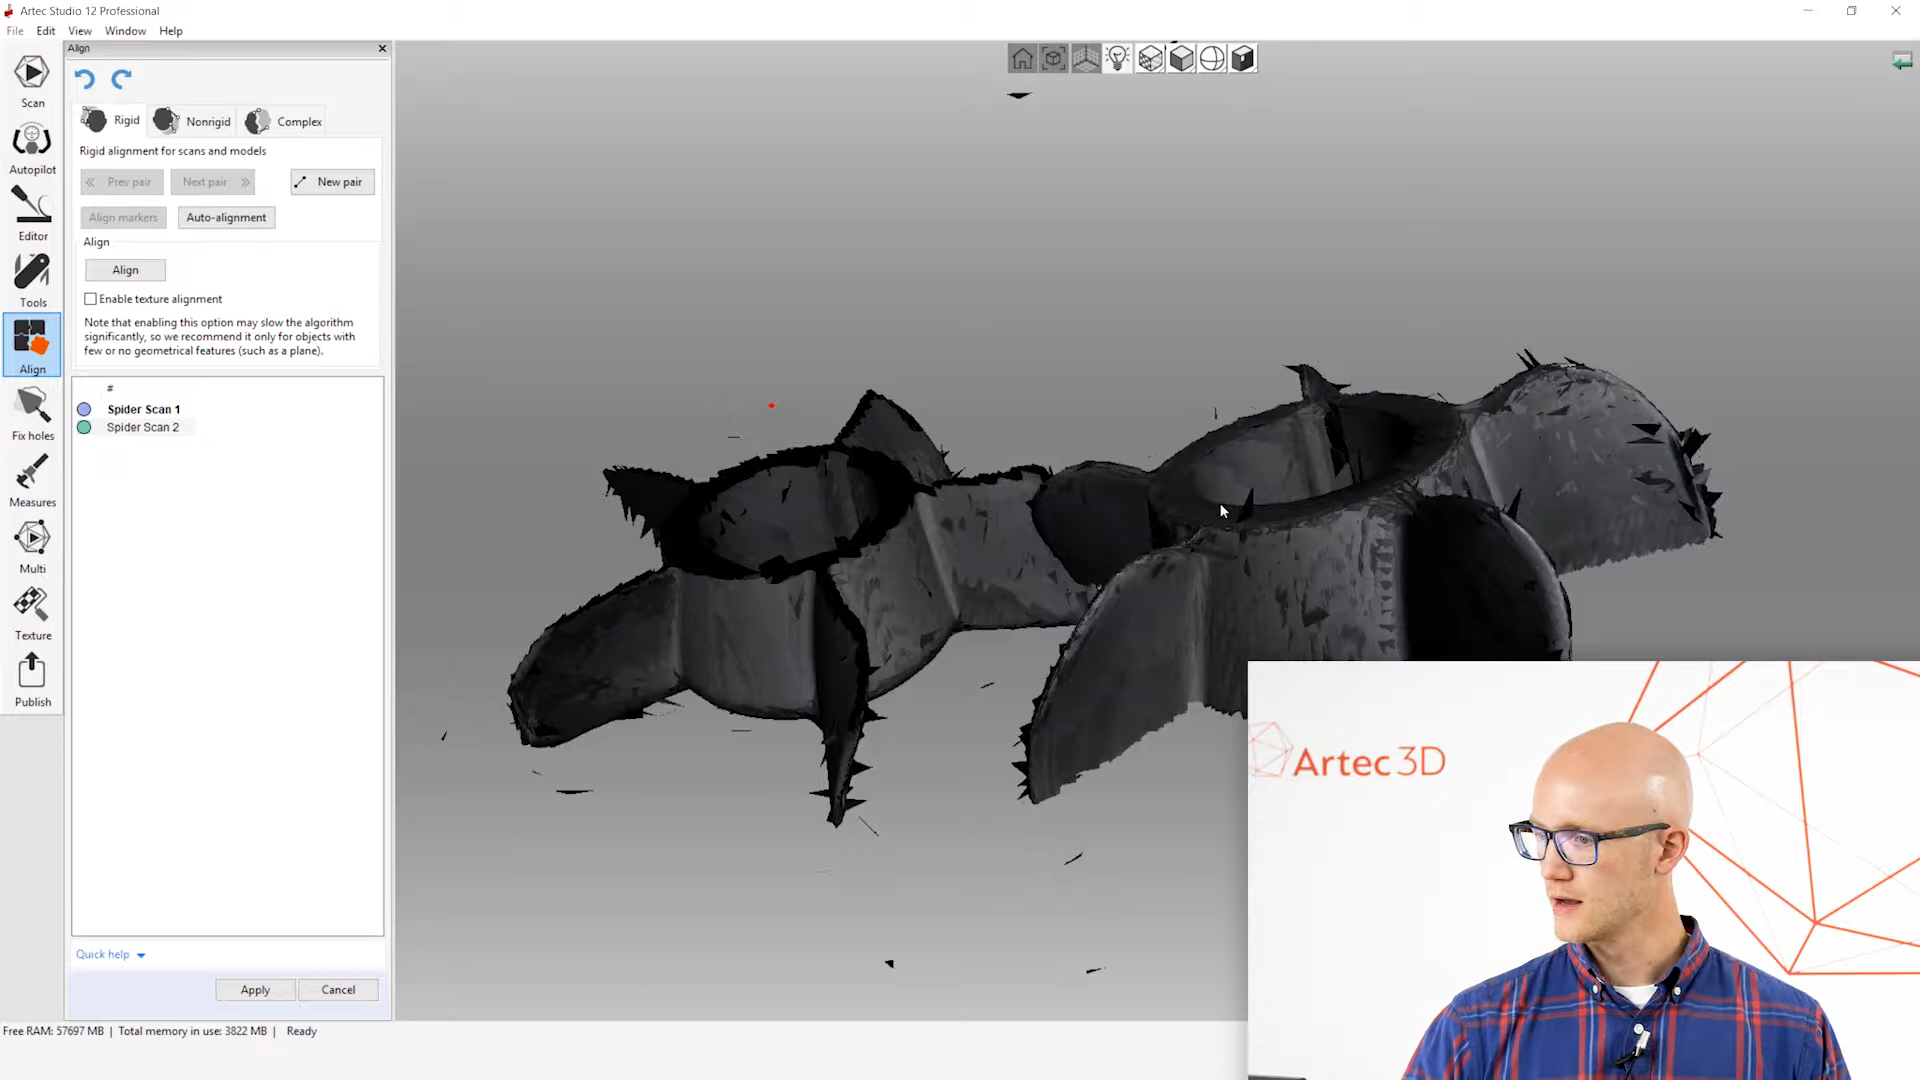 Artec Studio 12 Professional
File Edit View Window Help
Align
Scan
Autopilot
Editor
Tools
Align
Fix holes
Measures
Multi
Texture
Publish
Rigid Nonrigid Complex
Rigid alignment for scans and models
Prev pair Next pair New pair
Align markers Auto-alignment
Align
Align
Enable texture alignment
Note that enabling this option may slow the algorithm
significantly, so we recommend it only for objects with
few or no geometrical features (such as a plane).
#
Spider Scan 1
Spider Scan 2
Quick help
Apply Cancel
Free RAM: 57697 MB | Total memory in use: 3822 MB | Ready
Artec 3D